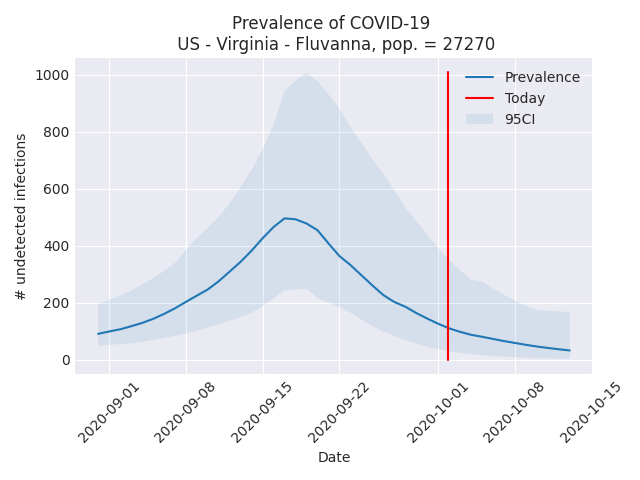 Prevalence of COVID-19
US - Virginia - Fluvanna, pop. = 27270
1000
800
600
400
200
0
# undetected infections
Prevalence
Today
95CI
2020-09-01
2020-09-08
2020-09-15
2020-09-22
2020-10-01
2020-10-08
2020-10-15
Date